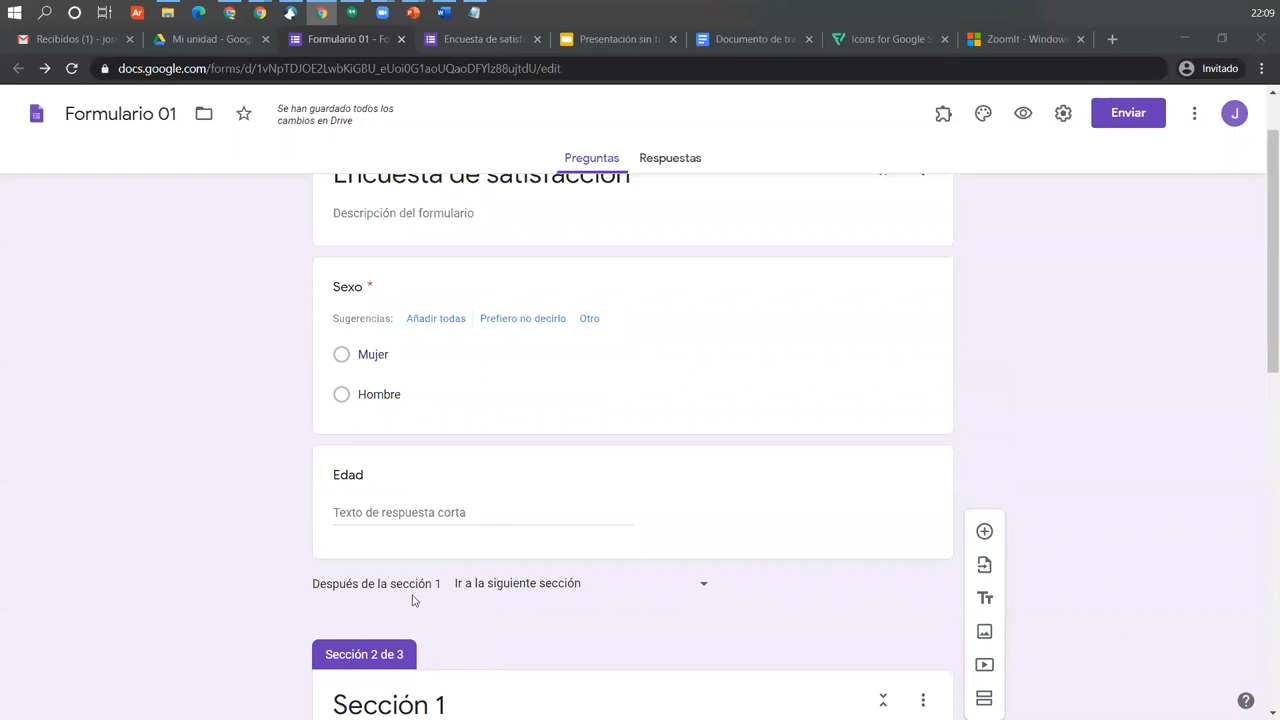 22:09
Recibidos (1) - jos
Mi unidad - Goog
Formulario 01 - Fo
Encuesta de satisf
Presentación sin t
Documento de tra
Icons for Google S
ZoomIt - Window
docs.google.com/forms/d/1vNpTDJOE2LwbKiGBU_eUoi0G1aoUQaoDFYlz88ujtdU/edit
Invitado
Formulario 01
Se han guardado todos los
cambios en Drive
Enviar
J
Preguntas
Respuestas
Encuesta de satisfacción
Descripción del formulario
Sexo *
Sugerencias:
Añadir todas
Prefiero no decirlo
Otro
Mujer
Hombre
Edad
Texto de respuesta corta
Después de la sección 1
Ir a la siguiente sección
Sección 2 de 3
Sección 1